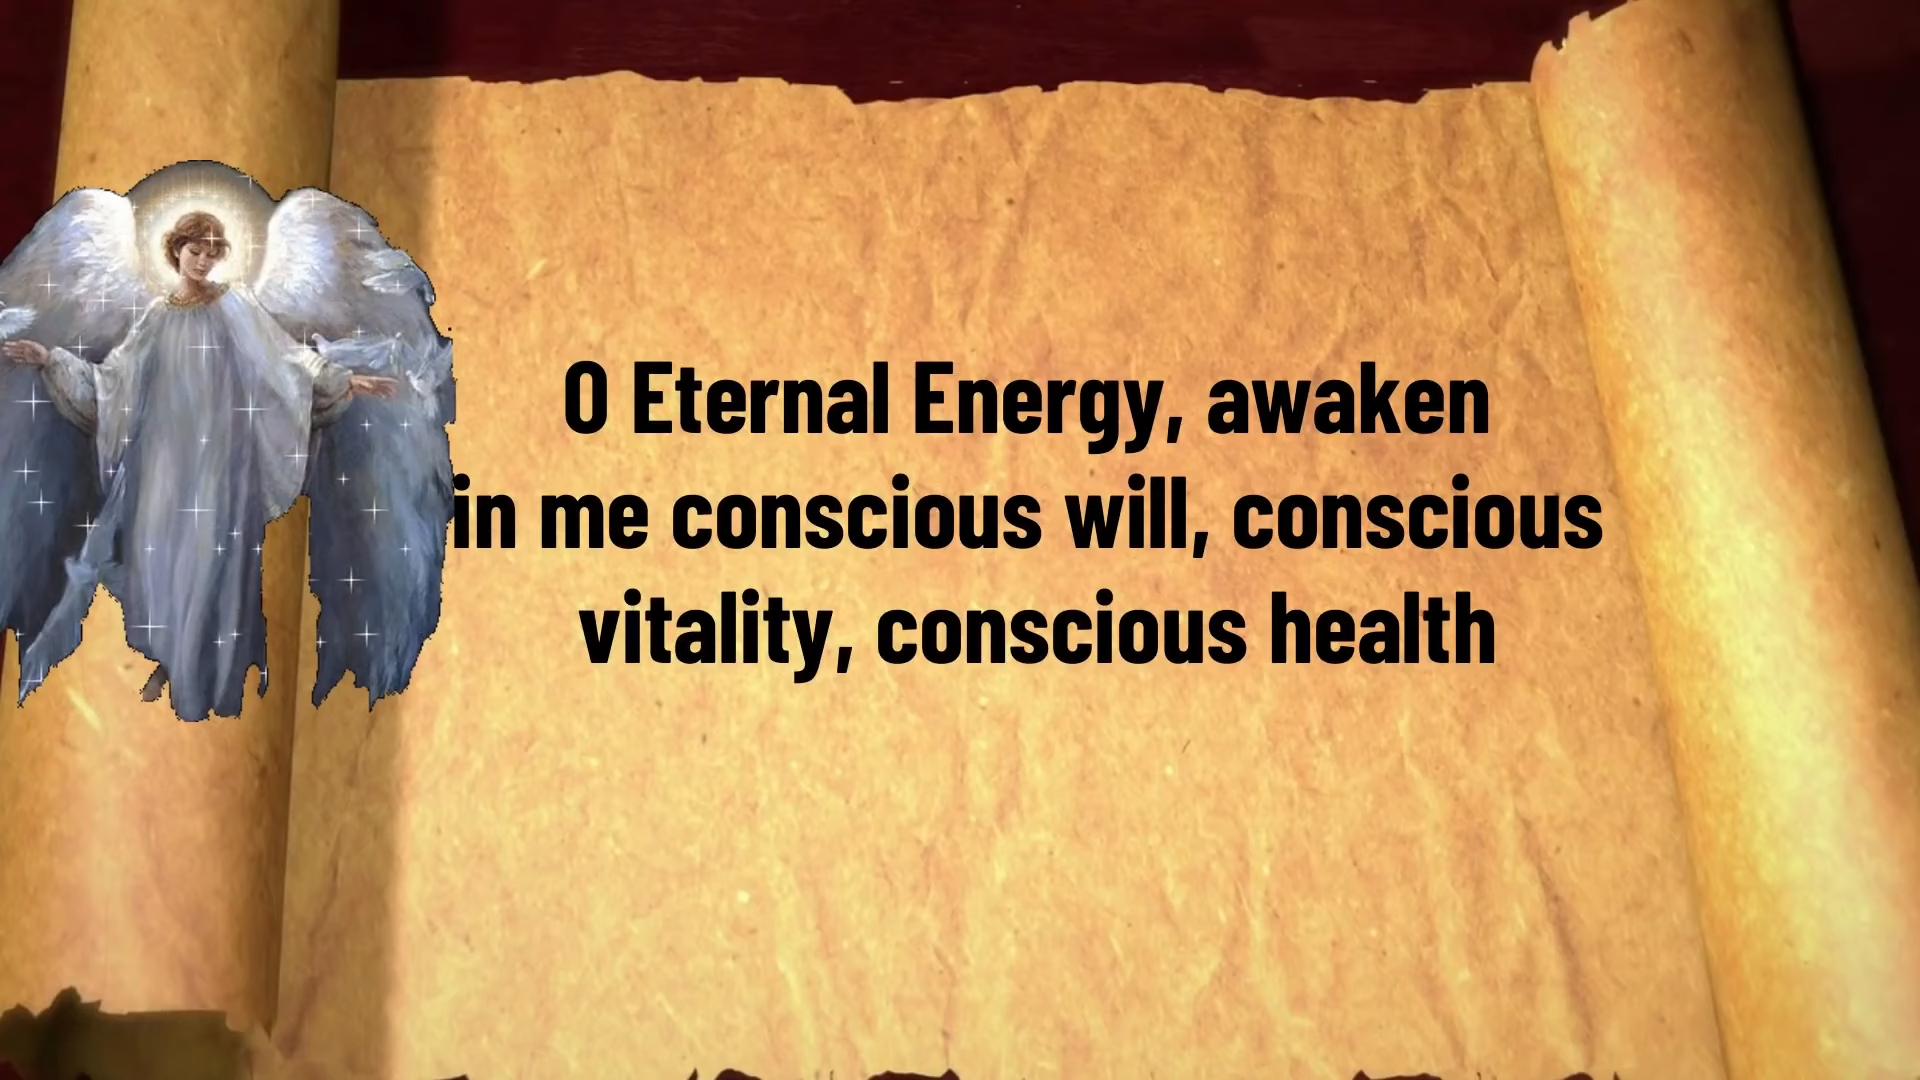 O Eternal Energy, awaken
in me conscious will, conscious
vitality, conscious health